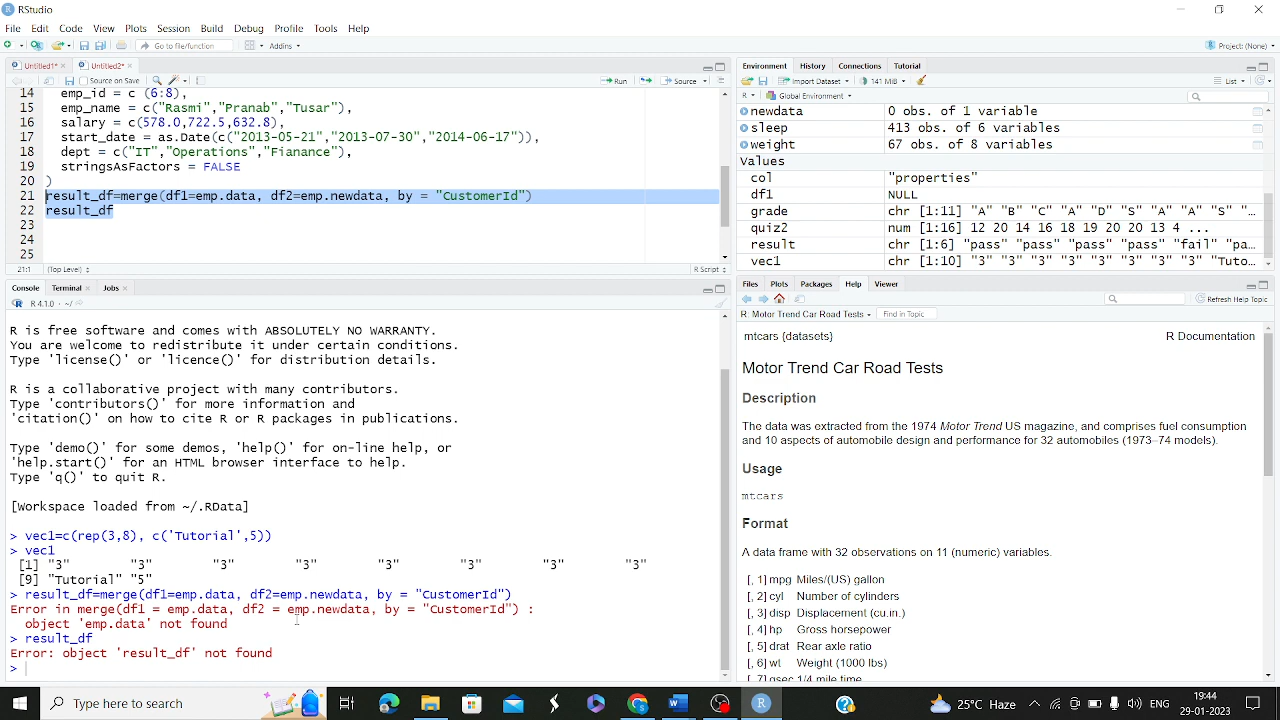 RStudio
File Edit Code View Plots Session Build Debug Profile Tools Help
Go to file/function Addins Project: (None)
Untitled1* Untitled2*
Source on Save Run Source
14 emp_id = c (6:8),
15 emp_name = c("Rasmi","Pranab","Tusar"),
16 salary = c(578.0,722.5,632.8),
17 start_date = as.Date(c("2013-05-21","2013-07-30","2014-06-17")),
18 dept = c("IT","Operations","Fianance"),
19 stringsAsFactors = FALSE
20 )
21 result_df=merge(df1=emp.data, df2=emp.newdata, by = "CustomerId")
22 result_df
23
24
25
21:1 (Top Level) R Script
Console Terminal Jobs
R 4.1.0 · ~/
R is free software and comes with ABSOLUTELY NO WARRANTY.
You are welcome to redistribute it under certain conditions.
Type 'license()' or 'licence()' for distribution details.
R is a collaborative project with many contributors.
Type 'contributors()' for more information and
'citation()' on how to cite R or R packages in publications.
Type 'demo()' for some demos, 'help()' for on-line help, or
'help.start()' for an HTML browser interface to help.
Type 'q()' to quit R.
[Workspace loaded from ~/.RData]
> vec1=c(rep(3,8), c('Tutorial',5))
> vec1
[1] "3" "3" "3" "3" "3" "3" "3" "3"
[9] "Tutorial" "5"
> result_df=merge(df1=emp.data, df2=emp.newdata, by = "CustomerId")
Error in merge(df1 = emp.data, df2 = emp.newdata, by = "CustomerId") :
object 'emp.data' not found
> result_df
Error: object 'result_df' not found
>
Environment History Connections Tutorial
Import Dataset 141 MiB List
R Global Environment
newdata 0 obs. of 1 variable
sleep 413 obs. of 6 variables
weight 67 obs. of 8 variables
Values
col "properties"
df1 NULL
grade chr [1:11] "A" "B" "C" "A" "D" "S" "A" "A" "S" "…
quiz2 num [1:16] 12 20 14 16 18 19 20 20 13 4 ...
result chr [1:6] "pass" "pass" "pass" "pass" "fail" "pa…
vec1 chr [1:10] "3" "3" "3" "3" "3" "3" "3" "3" "Tuto…
Files Plots Packages Help Viewer
Refresh Help Topic
R: Motor Trend Car Road Tests Find in Topic
mtcars {datasets} R Documentation
Motor Trend Car Road Tests
Description
The data was extracted from the 1974 Motor Trend US magazine, and comprises fuel consumption
and 10 aspects of automobile design and performance for 32 automobiles (1973–74 models).
Usage
mtcars
Format
A data frame with 32 observations on 11 (numeric) variables.
[, 1] mpg Miles/(US) gallon
[, 2] cyl Number of cylinders
[, 3] disp Displacement (cu.in.)
[, 4] hp Gross horsepower
[, 5] drat Rear axle ratio
[, 6] wt Weight (1000 lbs)
[, 7] qsec 1/4 mile time
Type here to search
25°C Haze
ENG
19:44
29-01-2023